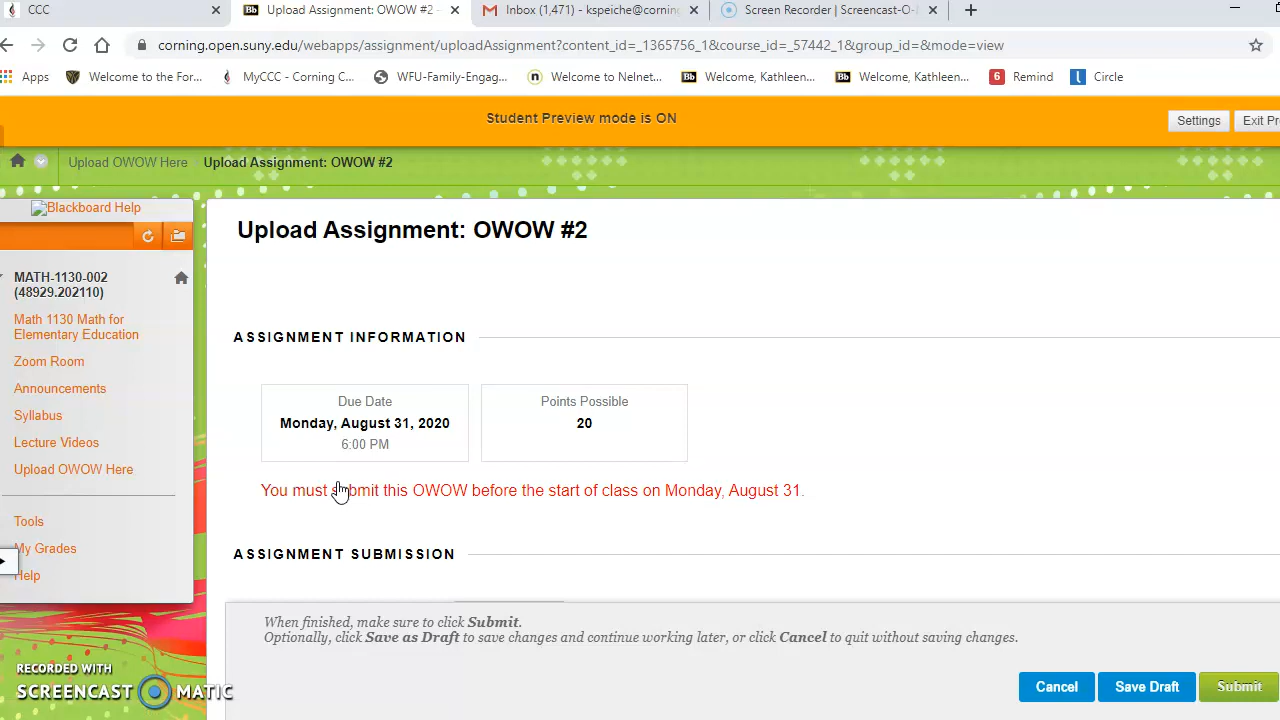 CCC
Bb Upload Assignment: OWOW #2 –
Inbox (1,471) - kspeiche@corning
Screen Recorder | Screencast-O-
corning.open.suny.edu/webapps/assignment/uploadAssignment?content_id=_1365756_1&course_id=_57442_1&group_id=&mode=view
Apps
Welcome to the For...
MyCCC - Corning C...
WFU-Family-Engag...
n Welcome to Nelnet...
Bb Welcome, Kathleen...
Bb Welcome, Kathleen...
6 Remind
Circle
Student Preview mode is ON
Settings
Exit Pr
Upload OWOW Here
Upload Assignment: OWOW #2
Blackboard Help
MATH-1130-002
(48929.202110)
Math 1130 Math for
Elementary Education
Zoom Room
Announcements
Syllabus
Lecture Videos
Upload OWOW Here
Tools
My Grades
Help
Upload Assignment: OWOW #2
ASSIGNMENT INFORMATION
Due Date
Monday, August 31, 2020
6:00 PM
Points Possible
20
You must submit this OWOW before the start of class on Monday, August 31.
ASSIGNMENT SUBMISSION
When finished, make sure to click Submit.
Optionally, click Save as Draft to save changes and continue working later, or click Cancel to quit without saving changes.
Cancel
Save Draft
Submit
RECORDED WITH
SCREENCAST MATIC